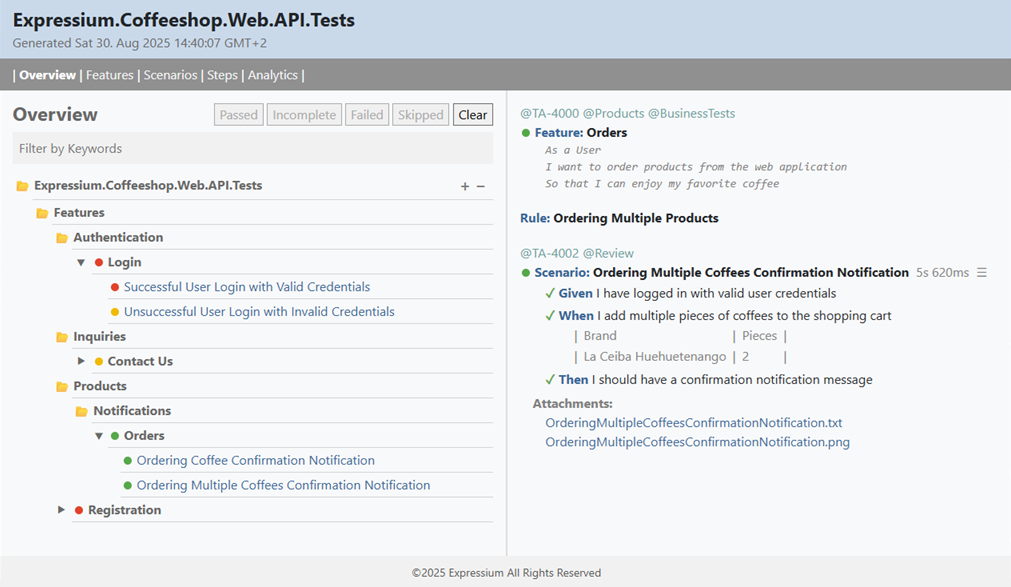 Expressium.Coffeeshop.Web.API.Tests
Generated Sat 30. Aug 2025 14:40:07 GMT+2
| Overview | Features | Scenarios | Steps | Analytics |
Overview
Passed
Incomplete
Failed
Skipped
Clear
Filter by Keywords
Expressium.Coffeeshop.Web.API.Tests
+ −
Features
Authentication
Login
Successful User Login with Valid Credentials
Unsuccessful User Login with Invalid Credentials
Inquiries
Contact Us
Products
Notifications
Orders
Ordering Coffee Confirmation Notification
Ordering Multiple Coffees Confirmation Notification
Registration
@TA-4000 @Products @BusinessTests
Feature: Orders
As a User
I want to order products from the web application
So that I can enjoy my favorite coffee
Rule: Ordering Multiple Products
@TA-4002 @Review
Scenario: Ordering Multiple Coffees Confirmation Notification 5s 620ms ☰
✓ Given I have logged in with valid user credentials
✓ When I add multiple pieces of coffees to the shopping cart
| Brand | Pieces |
| La Ceiba Huehuetenango | 2 |
✓ Then I should have a confirmation notification message
Attachments:
OrderingMultipleCoffeesConfirmationNotification.txt
OrderingMultipleCoffeesConfirmationNotification.png
©2025 Expressium All Rights Reserved